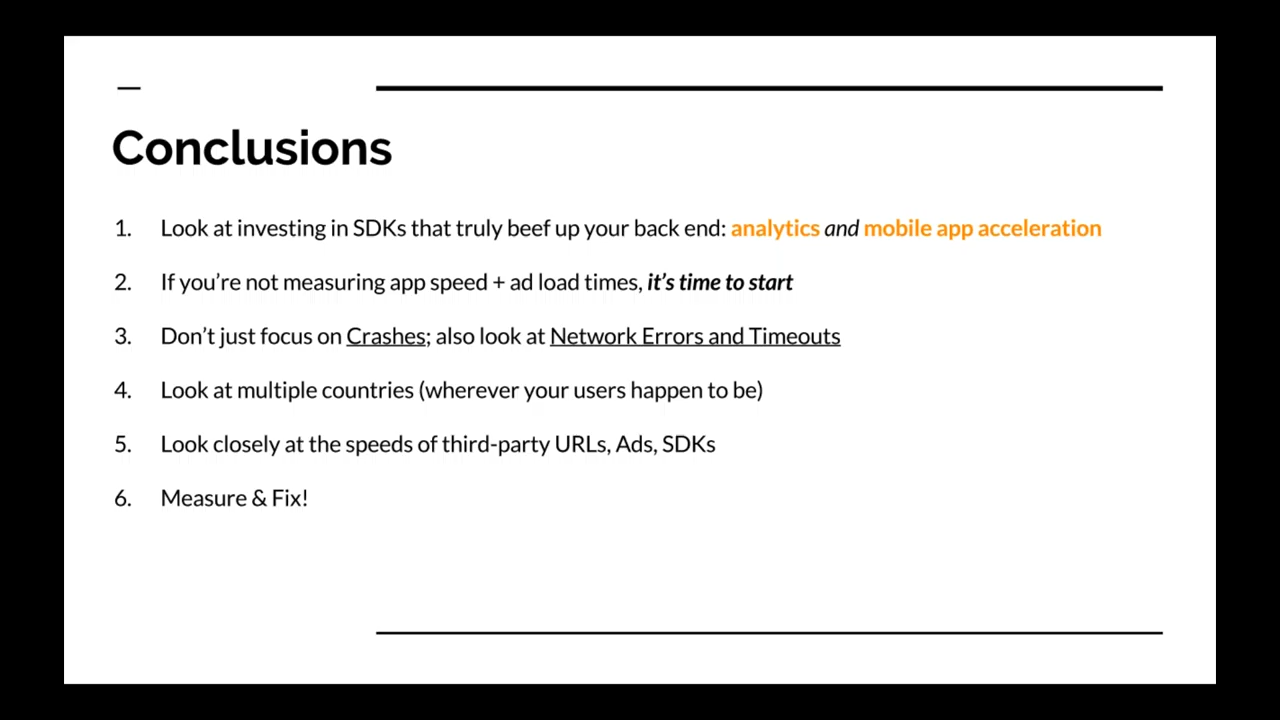 Conclusions
1. Look at investing in SDKs that truly beef up your back end: analytics and mobile app acceleration
2. If you’re not measuring app speed + ad load times, it’s time to start
3. Don’t just focus on Crashes; also look at Network Errors and Timeouts
4. Look at multiple countries (wherever your users happen to be)
5. Look closely at the speeds of third-party URLs, Ads, SDKs
6. Measure & Fix!